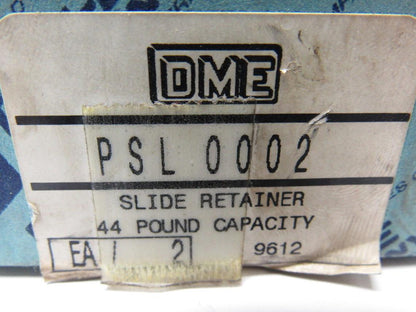 DME
PSL 0002
SLIDE RETAINER
44 POUND CAPACITY
EA / 2 9612